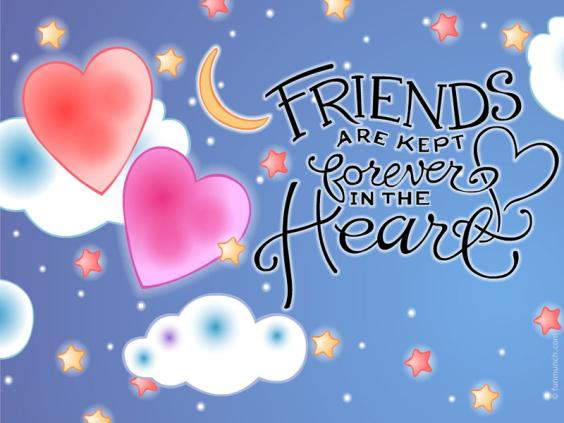 FRIENDS
ARE KEPT
forever
IN THE
Heart
© funmunch.com